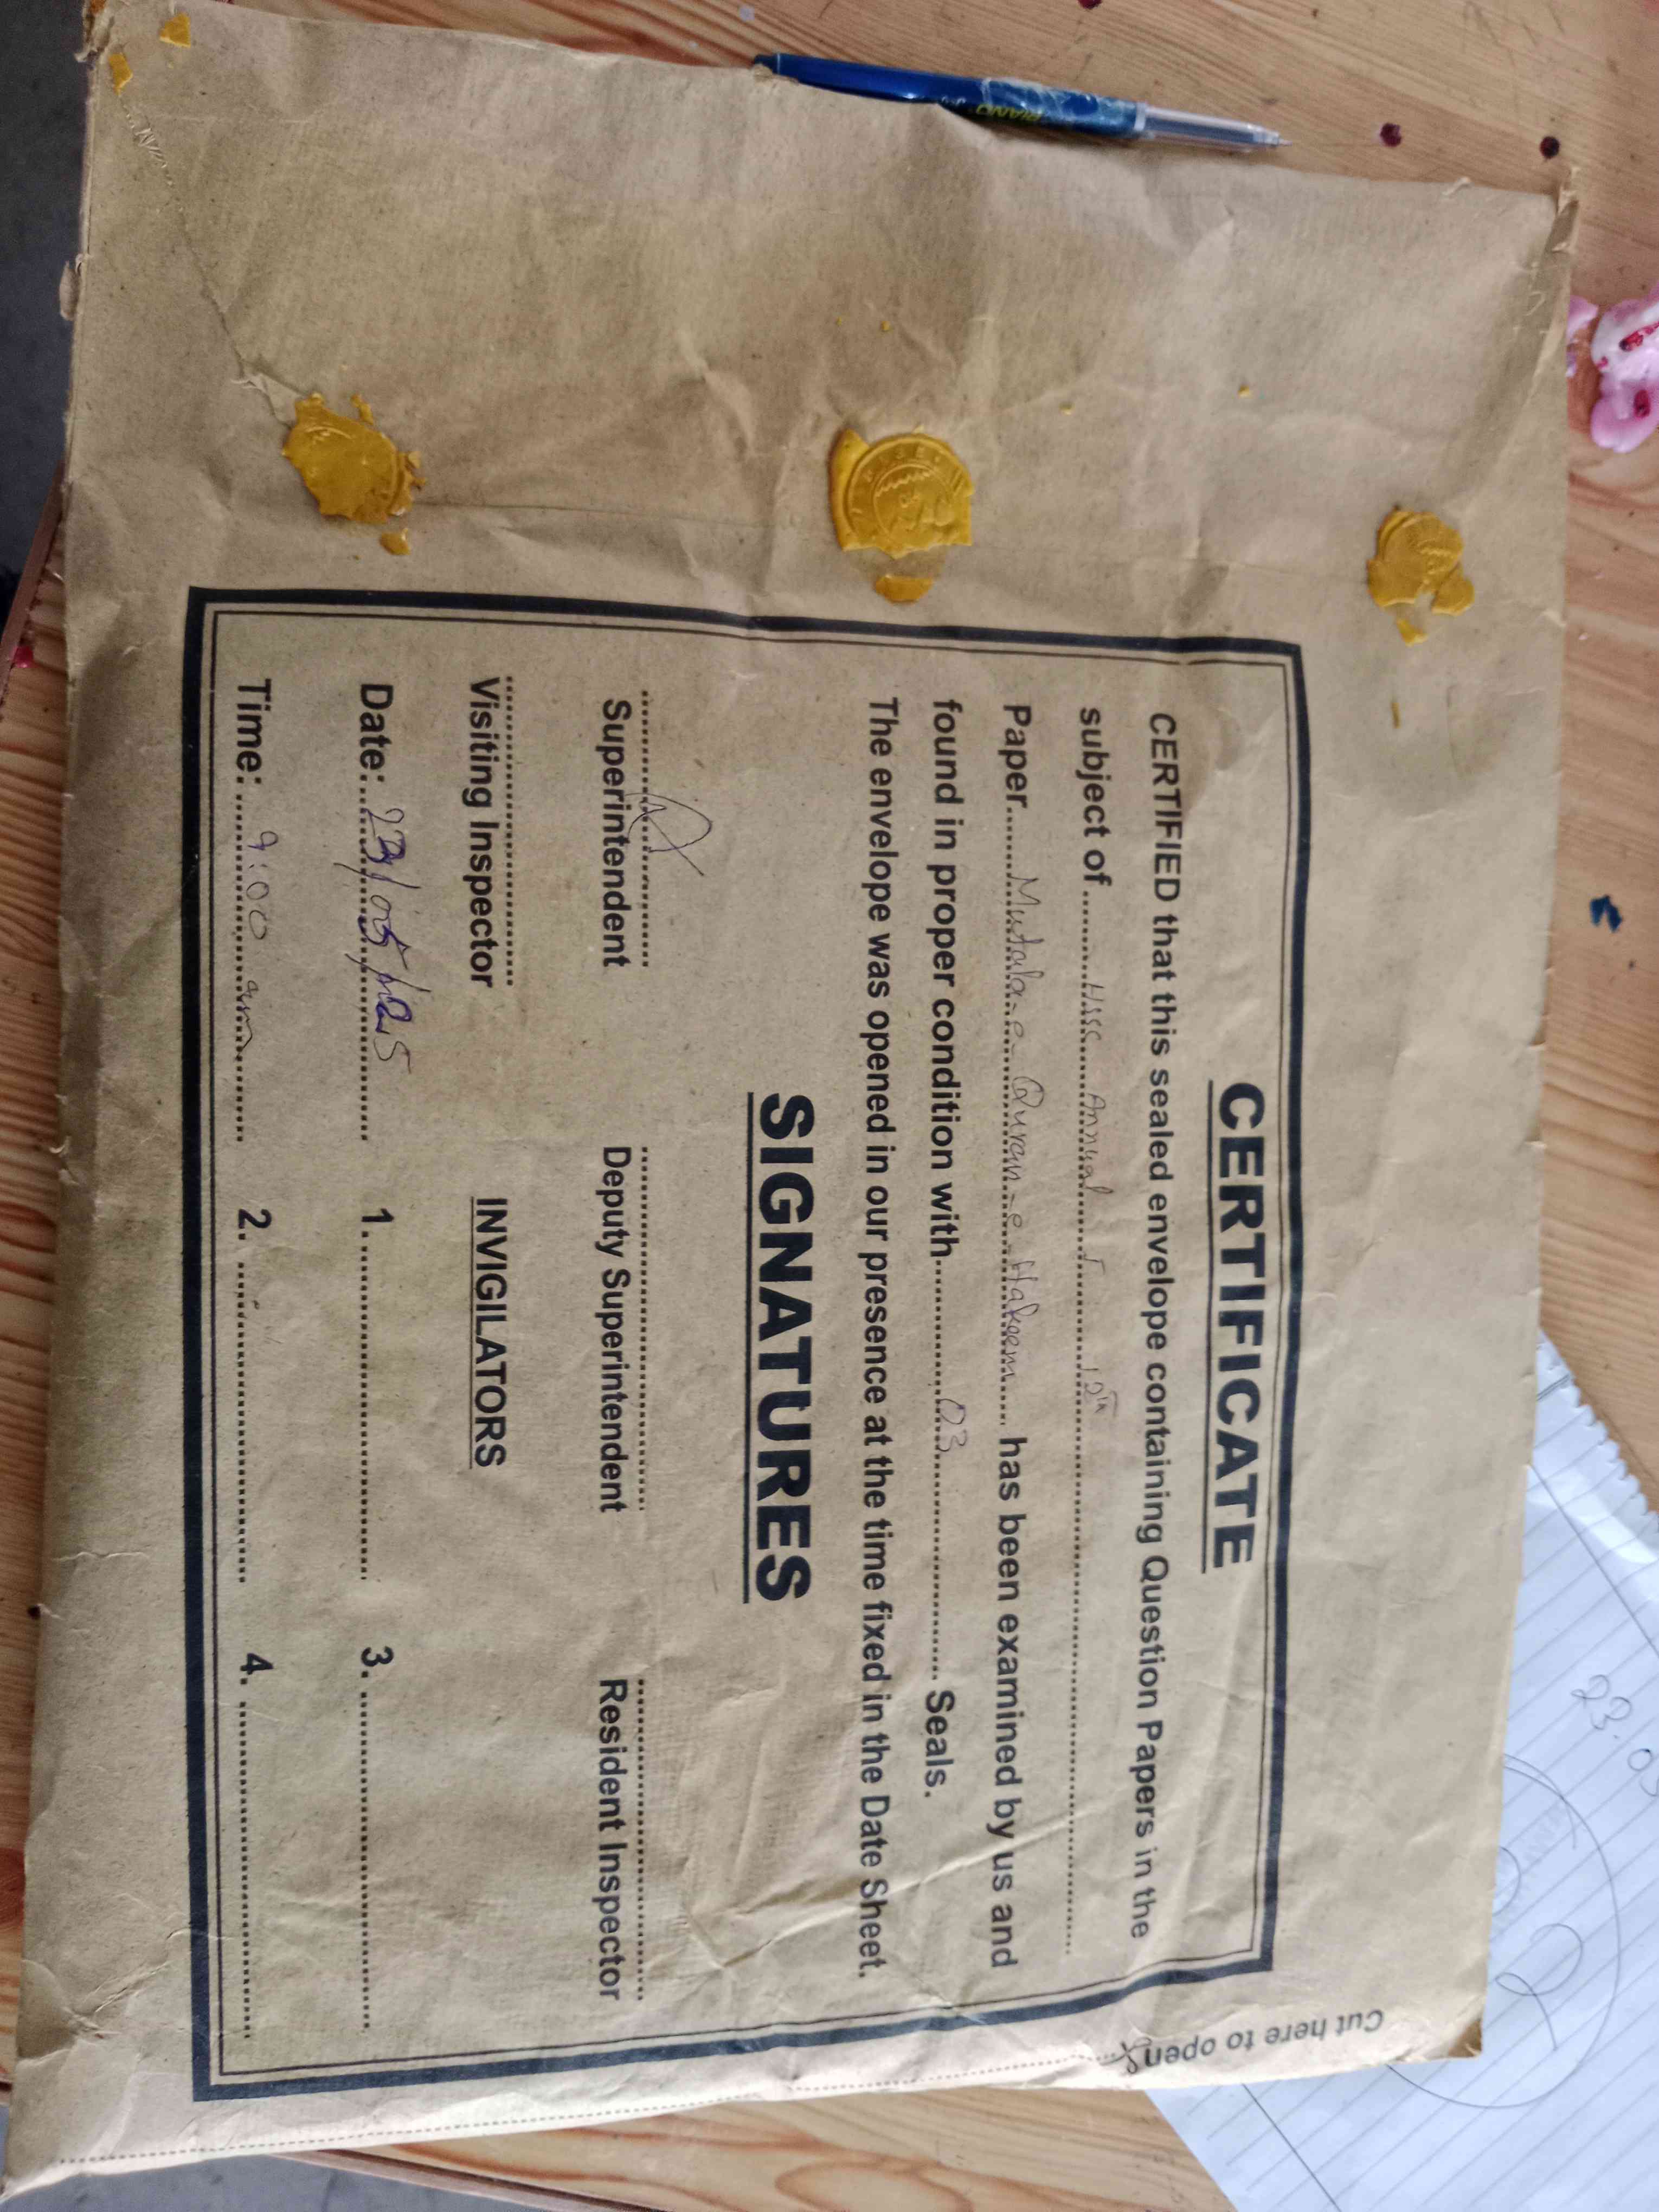 CERTIFICATE
CERTIFIED that this sealed envelope containing Question Papers in the
subject of HSSC Annual I 12th
Paper Mutala-e-Quran-e-Hakeem has been examined by us and
found in proper condition with 03 Seals.
The envelope was opened in our presence at the time fixed in the Date Sheet.
SIGNATURES
Superintendent Deputy Superintendent Resident Inspector
Visiting Inspector INVIGILATORS
Date: 23/05/ 1. 3.
Time: 9:00 am 2. 4.
Cut here to open
PIANO